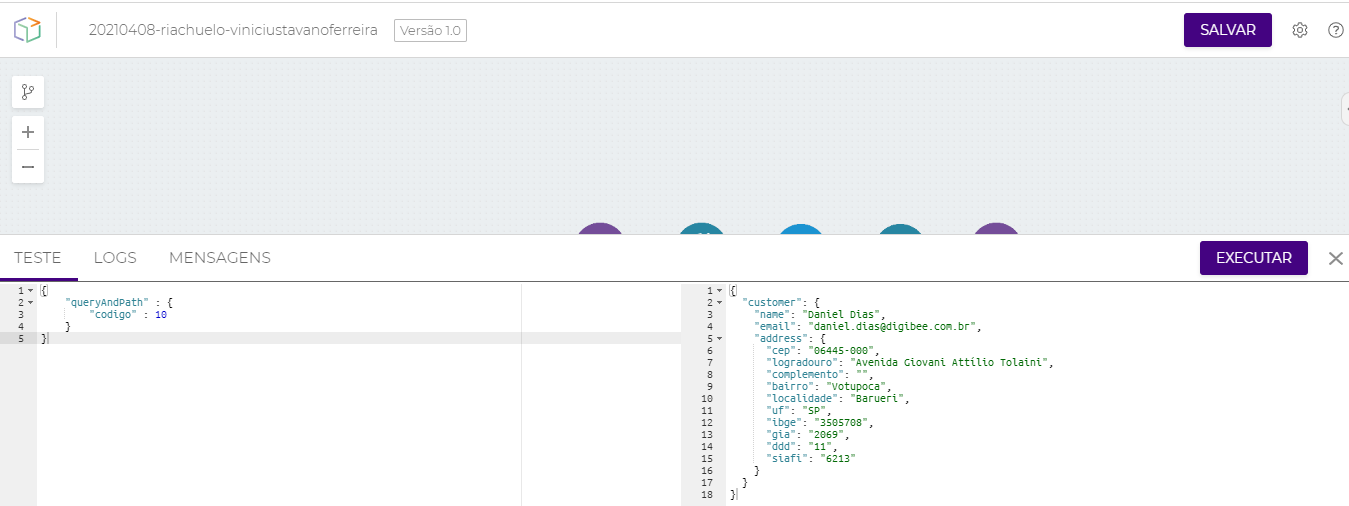 20210408-riachuelo-viniciustavanoferreira Versão 1.0 SALVAR
TESTE LOGS MENSAGENS EXECUTAR
1 {
2 "queryAndPath" : {
3 "codigo" : 10
4 }
5 }
1 {
2 "customer": {
3 "name": "Daniel Dias",
4 "email": "daniel.dias@digibee.com.br",
5 "address": {
6 "cep": "06445-000",
7 "logradouro": "Avenida Giovani Attílio Tolaini",
8 "complemento": "",
9 "bairro": "Votupoca",
10 "localidade": "Barueri",
11 "uf": "SP",
12 "ibge": "3505708",
13 "gia": "2069",
14 "ddd": "11",
15 "siafi": "6213"
16 }
17 }
18 }